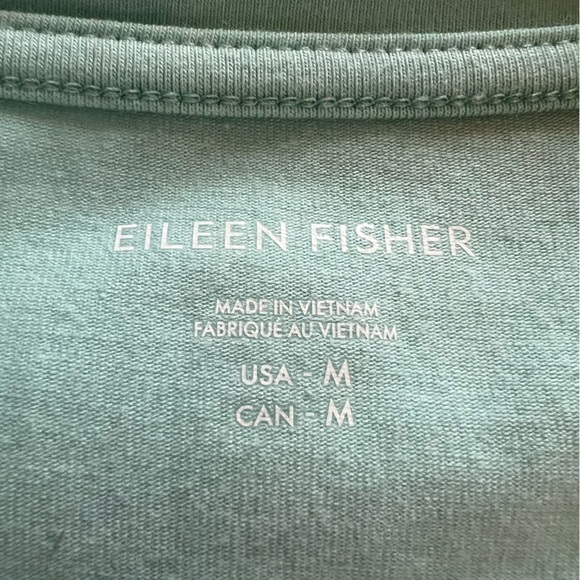 EILEEN FISHER
MADE IN VIETNAM
FABRIQUÉ AU VIETNAM
USA - M
CAN - M